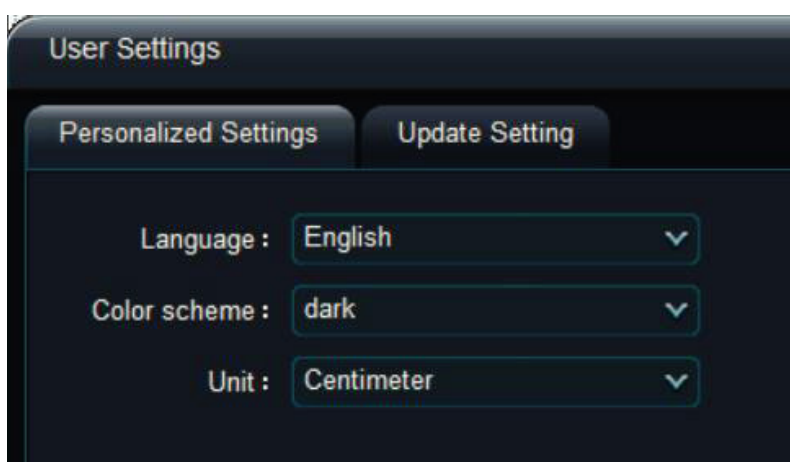 User Settings
Personalized Settings Update Setting
Language : English
Color scheme : dark
Unit : Centimeter